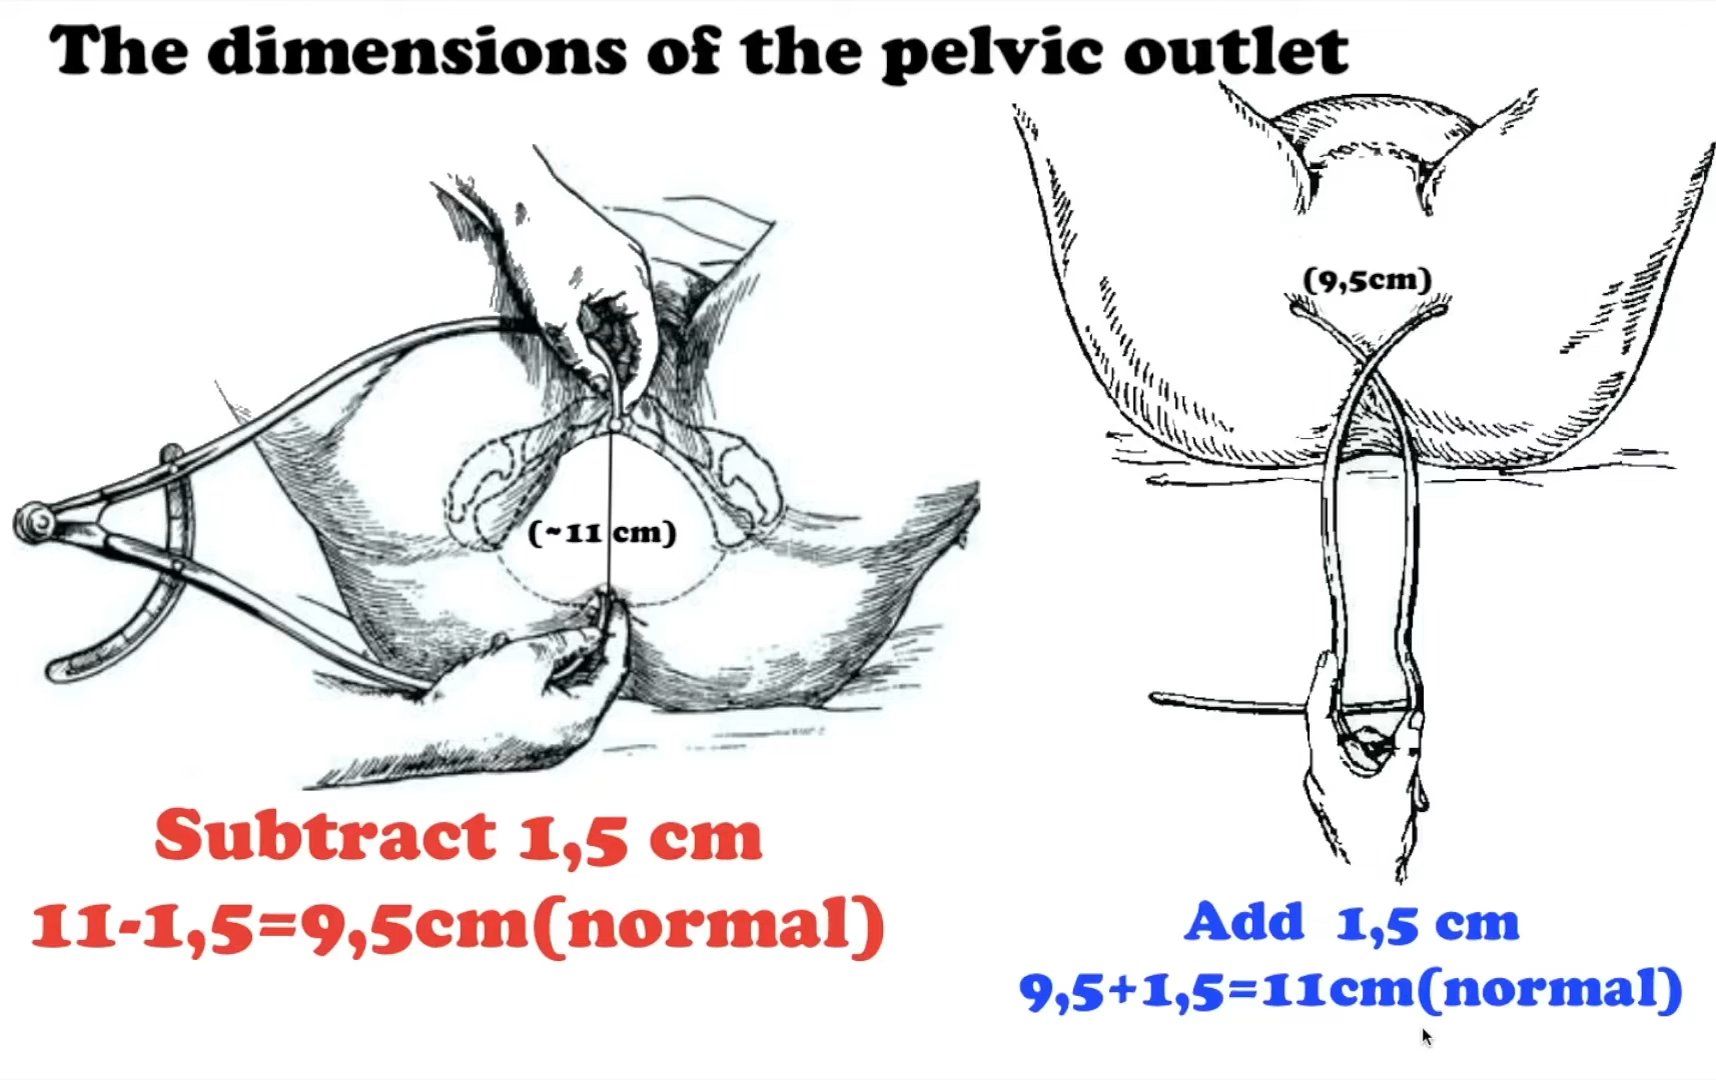 The dimensions of the pelvic outlet
(~11 cm)
Subtract 1,5 cm
11-1,5=9,5cm(normal)
(9,5cm)
Add 1,5 cm
9,5+1,5=11cm(normal)